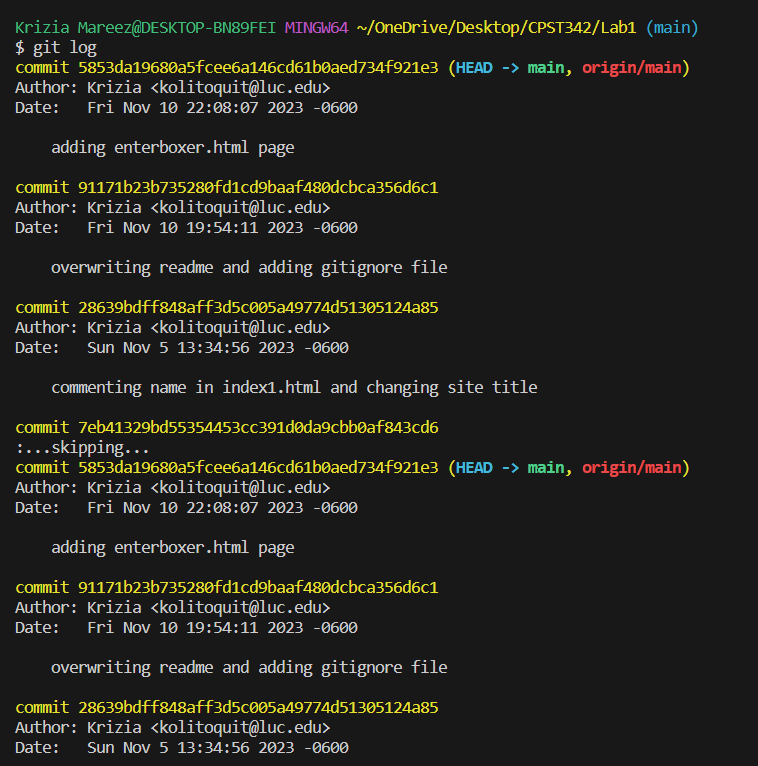 Krizia Mareez@DESKTOP-BN89FEI MINGW64 ~/OneDrive/Desktop/CPST342/Lab1 (main)
$ git log
commit 5853da19680a5fcee6a146cd61b0aed734f921e3 (HEAD -> main, origin/main)
Author: Krizia <kolitoquit@luc.edu>
Date:   Fri Nov 10 22:08:07 2023 -0600
    adding enterboxer.html page
commit 91171b23b735280fd1cd9baaf480dcbca356d6c1
Author: Krizia <kolitoquit@luc.edu>
Date:   Fri Nov 10 19:54:11 2023 -0600
    overwriting readme and adding gitignore file
commit 28639bdff848aff3d5c005a49774d51305124a85
Author: Krizia <kolitoquit@luc.edu>
Date:   Sun Nov 5 13:34:56 2023 -0600
    commenting name in index1.html and changing site title
commit 7eb41329bd55354453cc391d0da9cbb0af843cd6
:...skipping...
commit 5853da19680a5fcee6a146cd61b0aed734f921e3 (HEAD -> main, origin/main)
Author: Krizia <kolitoquit@luc.edu>
Date:   Fri Nov 10 22:08:07 2023 -0600
    adding enterboxer.html page
commit 91171b23b735280fd1cd9baaf480dcbca356d6c1
Author: Krizia <kolitoquit@luc.edu>
Date:   Fri Nov 10 19:54:11 2023 -0600
    overwriting readme and adding gitignore file
commit 28639bdff848aff3d5c005a49774d51305124a85
Author: Krizia <kolitoquit@luc.edu>
Date:   Sun Nov 5 13:34:56 2023 -0600